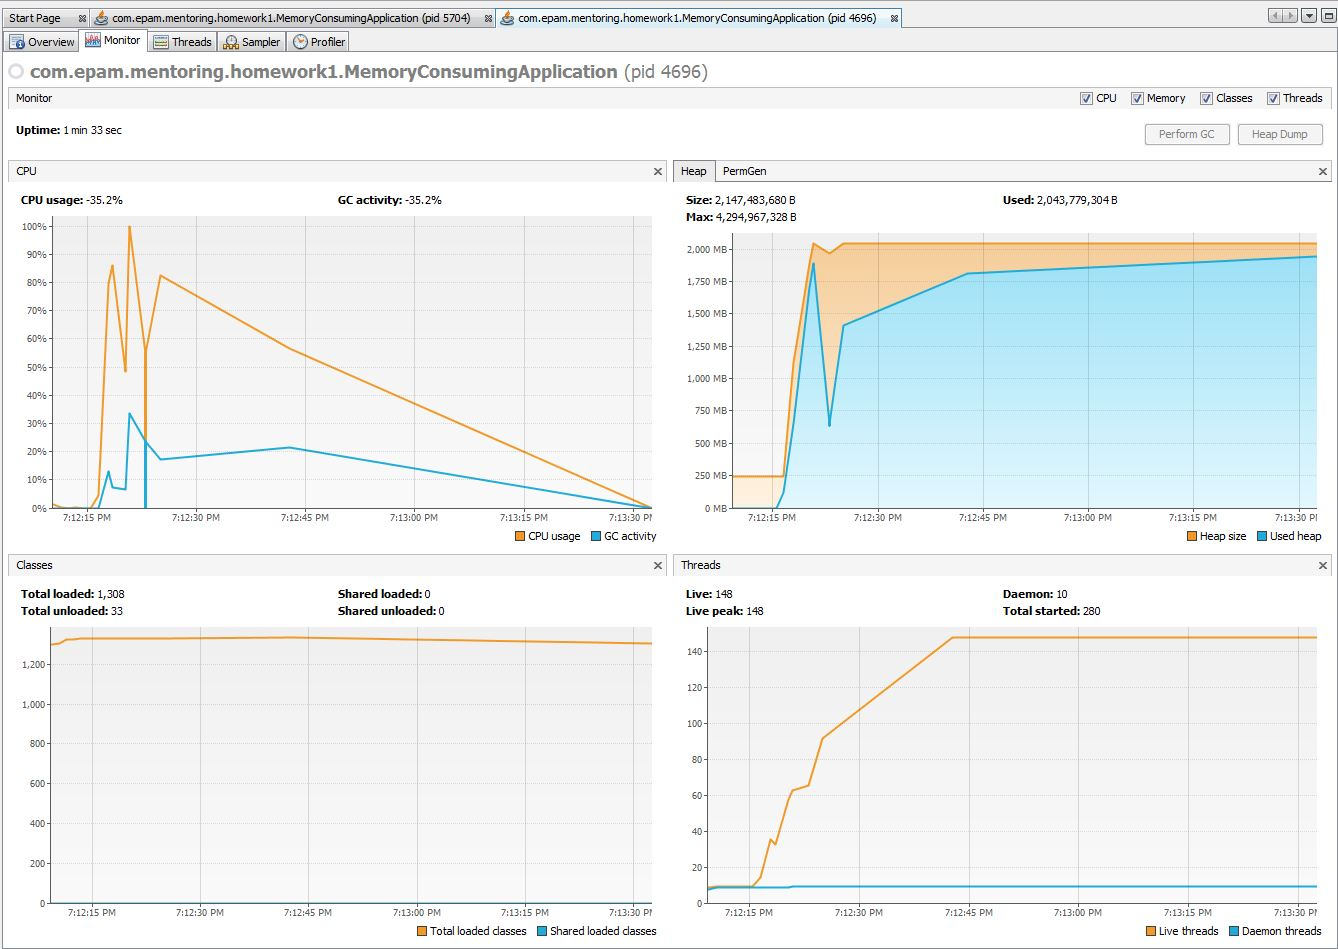 Start Page com.epam.mentoring.homework1.MemoryConsumingApplication (pid 5704) com.epam.mentoring.homework1.MemoryConsumingApplication (pid 4696)
Overview Monitor Threads Sampler Profiler
com.epam.mentoring.homework1.MemoryConsumingApplication (pid 4696)
Monitor CPU Memory Classes Threads
Uptime: 1 min 33 sec
Perform GC Heap Dump
CPU
CPU usage: -35.2% GC activity: -35.2%
100%
90%
80%
70%
60%
50%
40%
30%
20%
10%
0%
7:12:15 PM 7:12:30 PM 7:12:45 PM 7:13:00 PM 7:13:15 PM 7:13:30 PM
CPU usage GC activity
Heap PermGen
Size: 2,147,483,680 B Used: 2,043,779,304 B
Max: 4,294,967,328 B
2,000 MB
1,750 MB
1,500 MB
1,250 MB
1,000 MB
750 MB
500 MB
250 MB
0 MB
7:12:15 PM 7:12:30 PM 7:12:45 PM 7:13:00 PM 7:13:15 PM 7:13:30 PM
Heap size Used heap
Classes
Total loaded: 1,308 Shared loaded: 0
Total unloaded: 33 Shared unloaded: 0
1,200
1,000
800
600
400
200
0
7:12:15 PM 7:12:30 PM 7:12:45 PM 7:13:00 PM 7:13:15 PM 7:13:30 PM
Total loaded classes Shared loaded classes
Threads
Live: 148 Daemon: 10
Live peak: 148 Total started: 280
140
120
100
80
60
40
20
0
7:12:15 PM 7:12:30 PM 7:12:45 PM 7:13:00 PM 7:13:15 PM 7:13:30 PM
Live threads Daemon threads